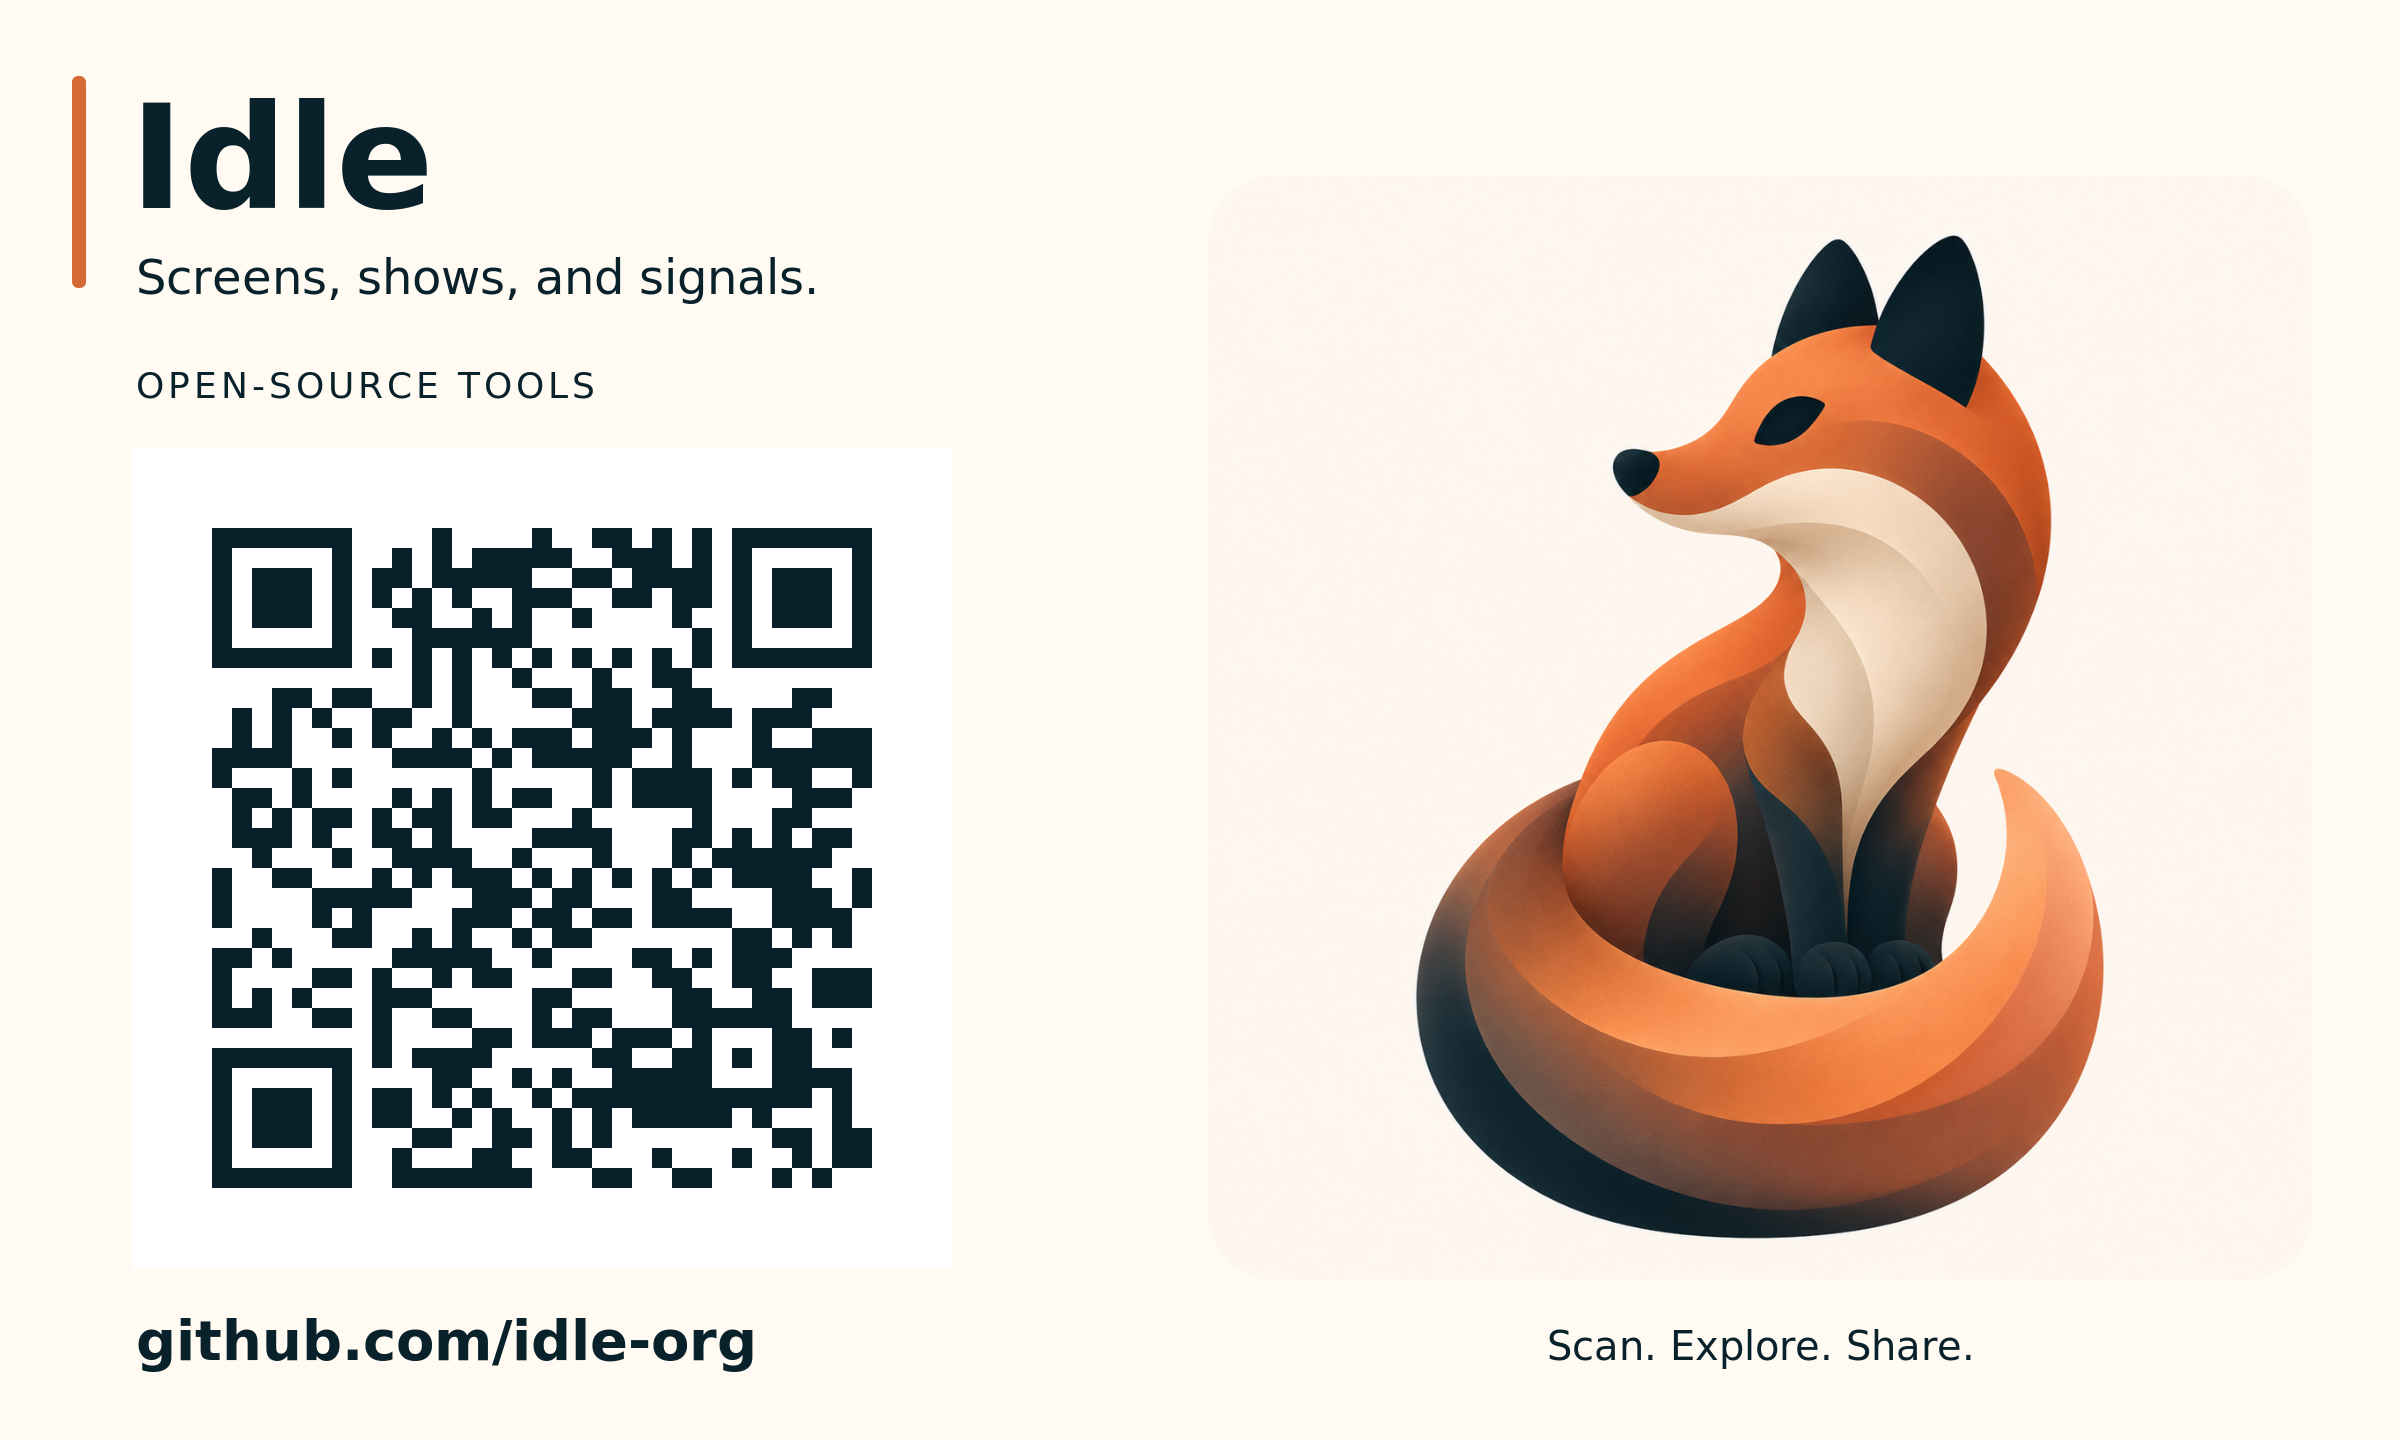 Idle
Screens, shows, and signals.
OPEN-SOURCE TOOLS
github.com/idle-org
Scan. Explore. Share.